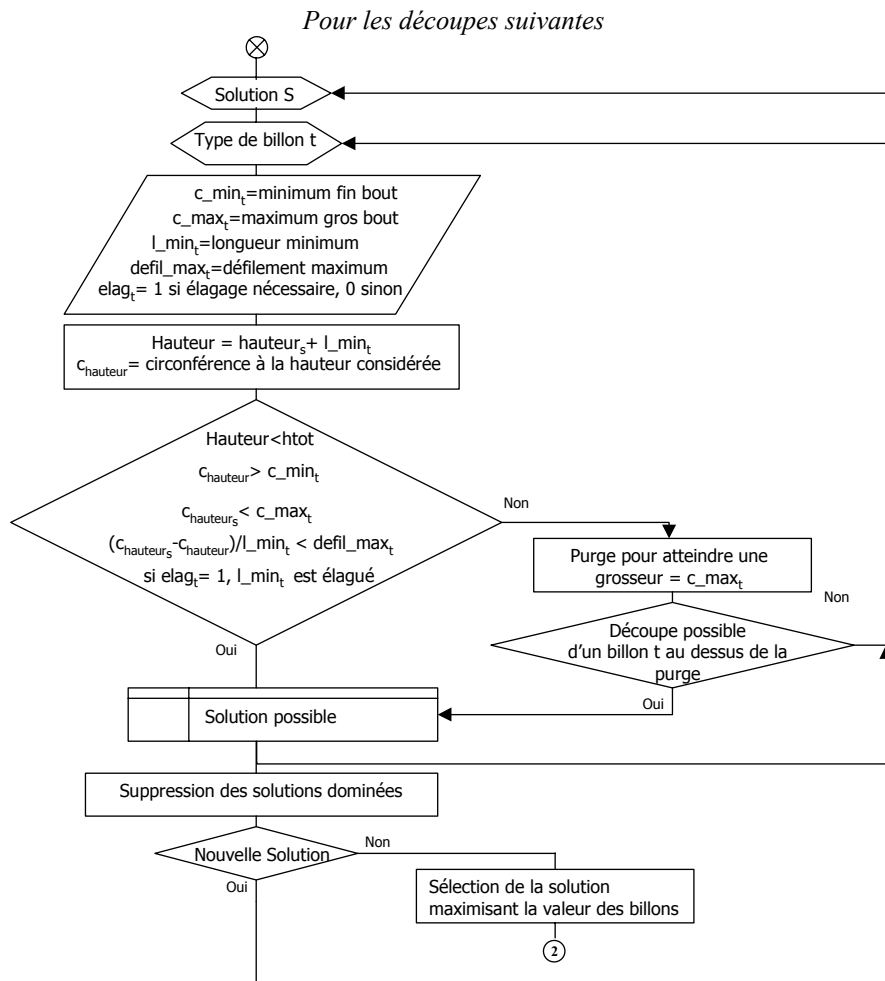 Pour les découpes suivantes
Solution S
Type de billon t
c_min_t=minimum fin bout
c_max_t=maximum gros bout
l_min_t=longueur minimum
defil_max_t=défilement maximum
elag_t= 1 si élagage nécessaire, 0 sinon
Hauteur = hauteur_s+ l_min_t
c_hauteur= circonférence à la hauteur considérée
Hauteur<htot
c_hauteur> c_min_t
c_hauteur_s< c_max_t
(c_hauteur_s-c_hauteur)/l_min_t < defil_max_t
si elag_t= 1, l_min_t est élagué
Non
Purge pour atteindre une
grosseur = c_max_t
Non
Découpe possible
d'un billon t au dessus de la
purge
Oui
Oui
Solution possible
Suppression des solutions dominées
Nouvelle Solution
Non
Oui
Sélection de la solution
maximisant la valeur des billons
2